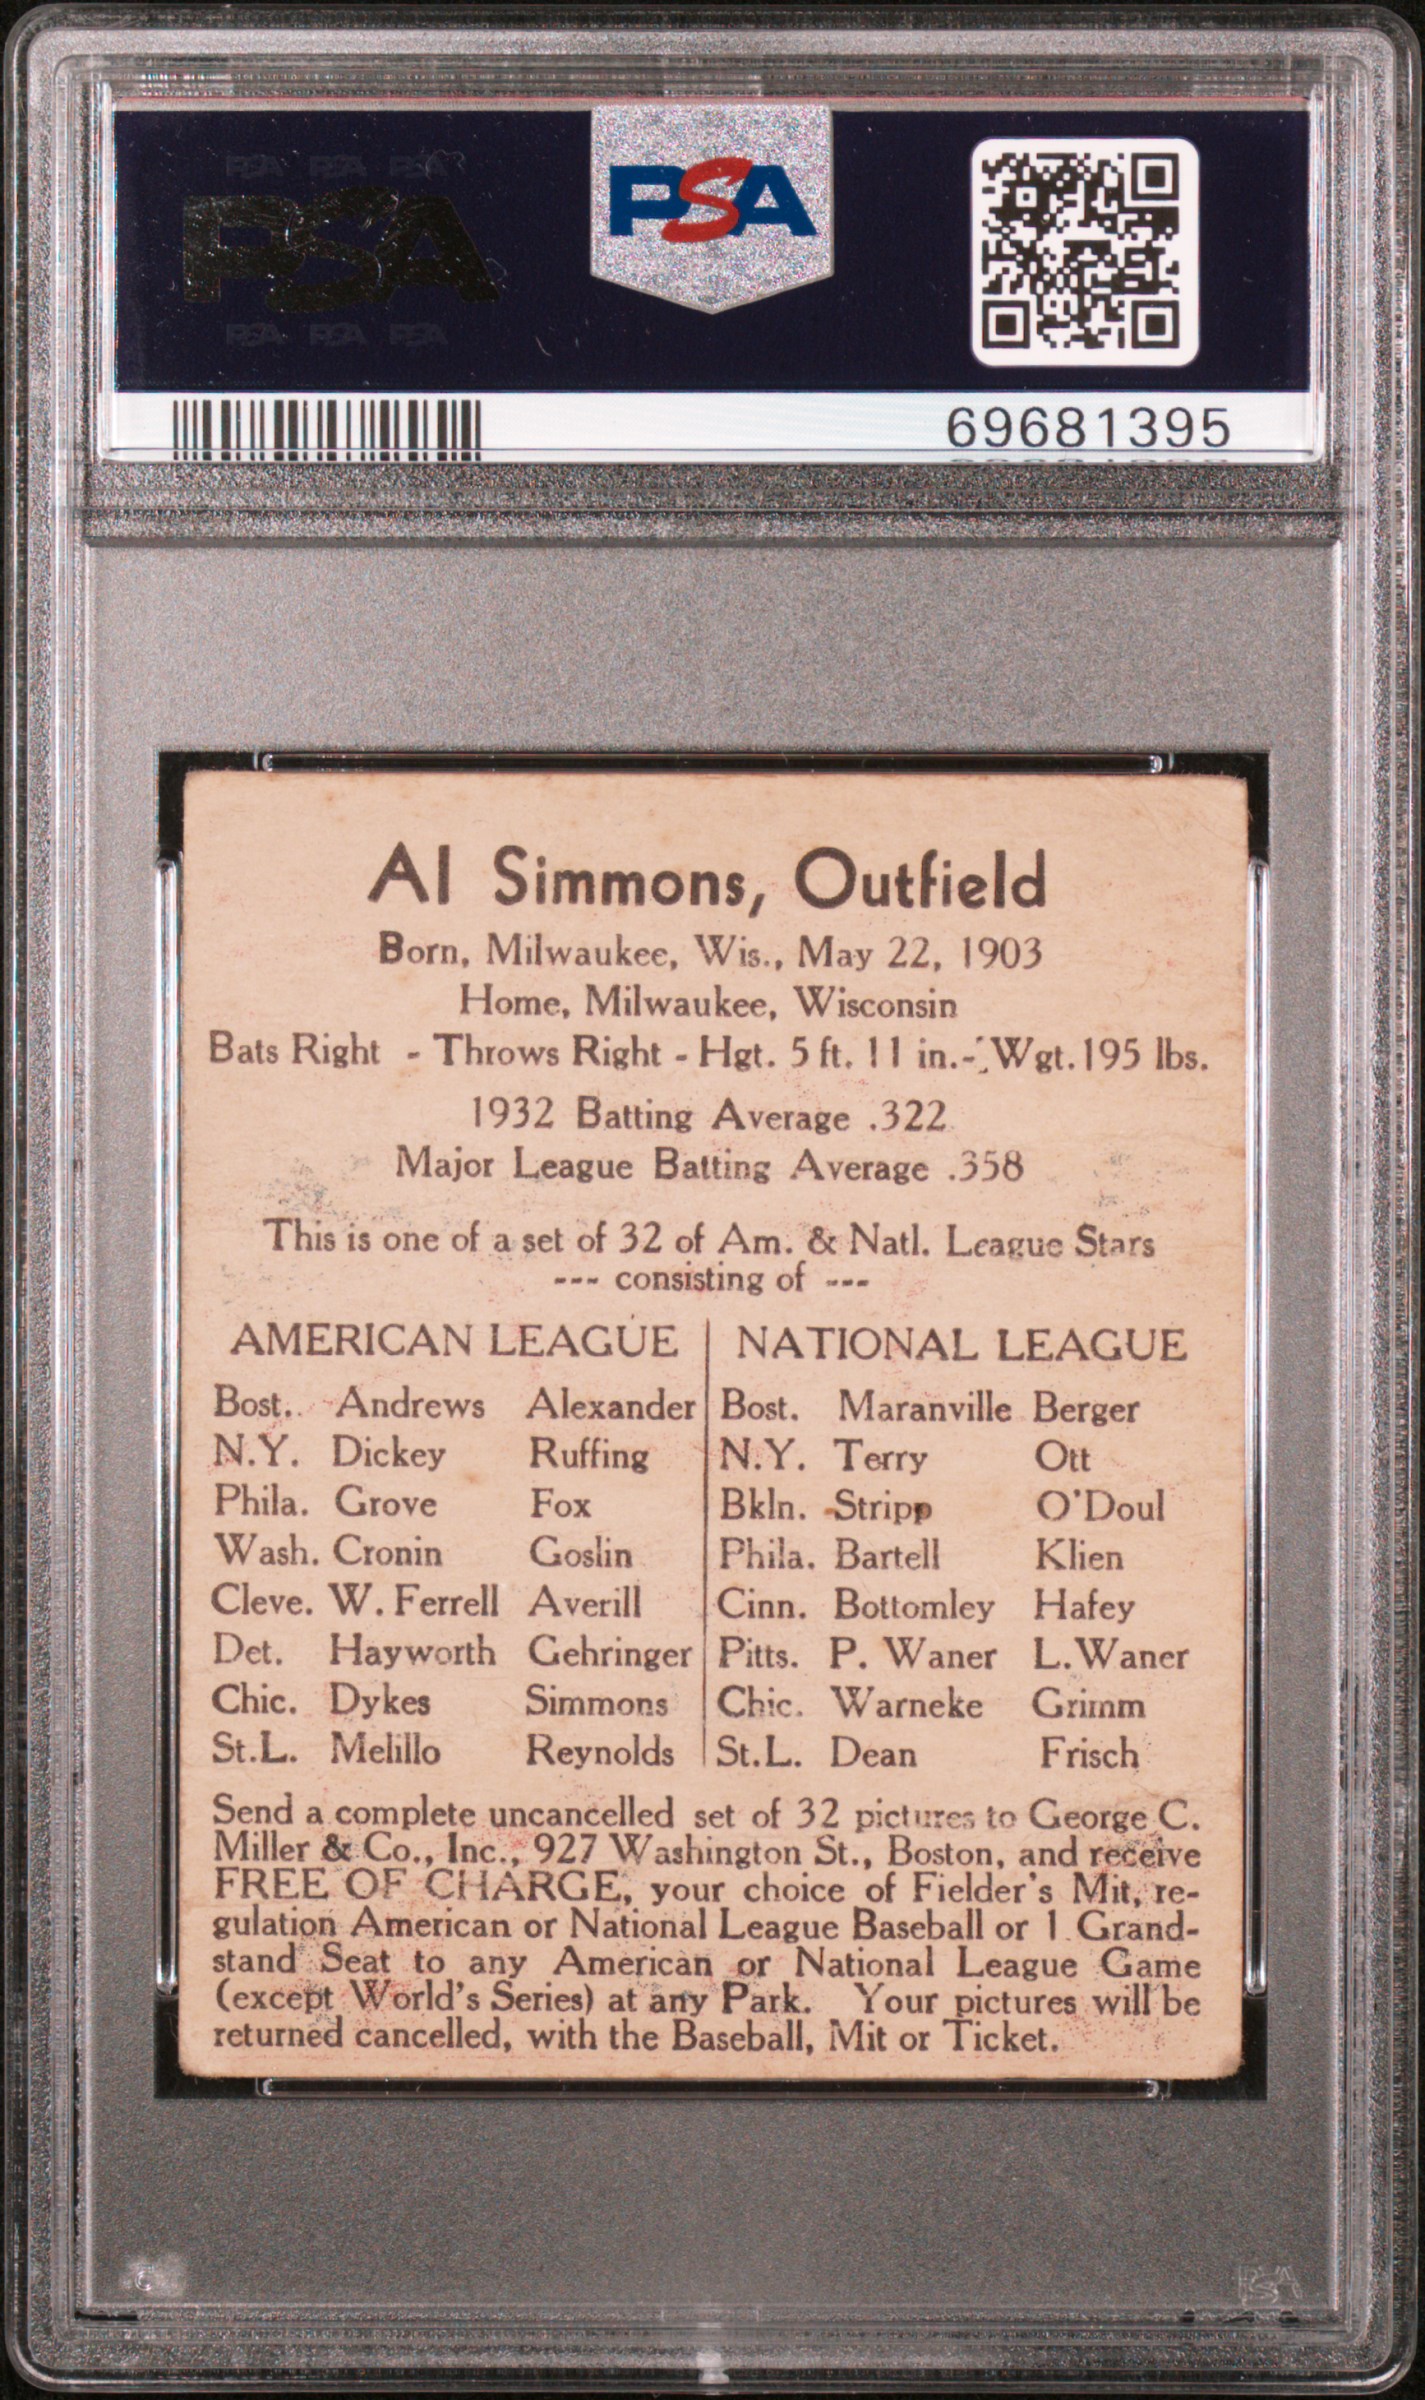 PSA PSA PSA
PSA
PSA PSA PSA
PSA
69681395
Al Simmons, Outfield
Born, Milwaukee, Wis., May 22, 1903
Home, Milwaukee, Wisconsin
Bats Right - Throws Right - Hgt. 5 ft. 11 in.- Wgt. 195 lbs.
1932 Batting Average .322
Major League Batting Average .358
This is one of a set of 32 of Am. & Natl. League Stars
--- consisting of ---
AMERICAN LEAGUE NATIONAL LEAGUE
Bost. Andrews Alexander Bost. Maranville Berger
N.Y. Dickey Ruffing N.Y. Terry Ott
Phila. Grove Fox Bkln. Stripp O'Doul
Wash. Cronin Goslin Phila. Bartell Klien
Cleve. W. Ferrell Averill Cinn. Bottomley Hafey
Det. Hayworth Gehringer Pitts. P. Waner L. Waner
Chic. Dykes Simmons Chic. Warneke Grimm
St.L. Melillo Reynolds St.L. Dean Frisch
Send a complete uncancelled set of 32 pictures to George C.
Miller & Co., Inc., 927 Washington St., Boston, and receive
FREE OF CHARGE, your choice of Fielder's Mit, re-
gulation American or National League Baseball or 1 Grand-
stand Seat to any American or National League Game
(except World's Series) at any Park. Your pictures will be
returned cancelled, with the Baseball, Mit or Ticket.
PSA